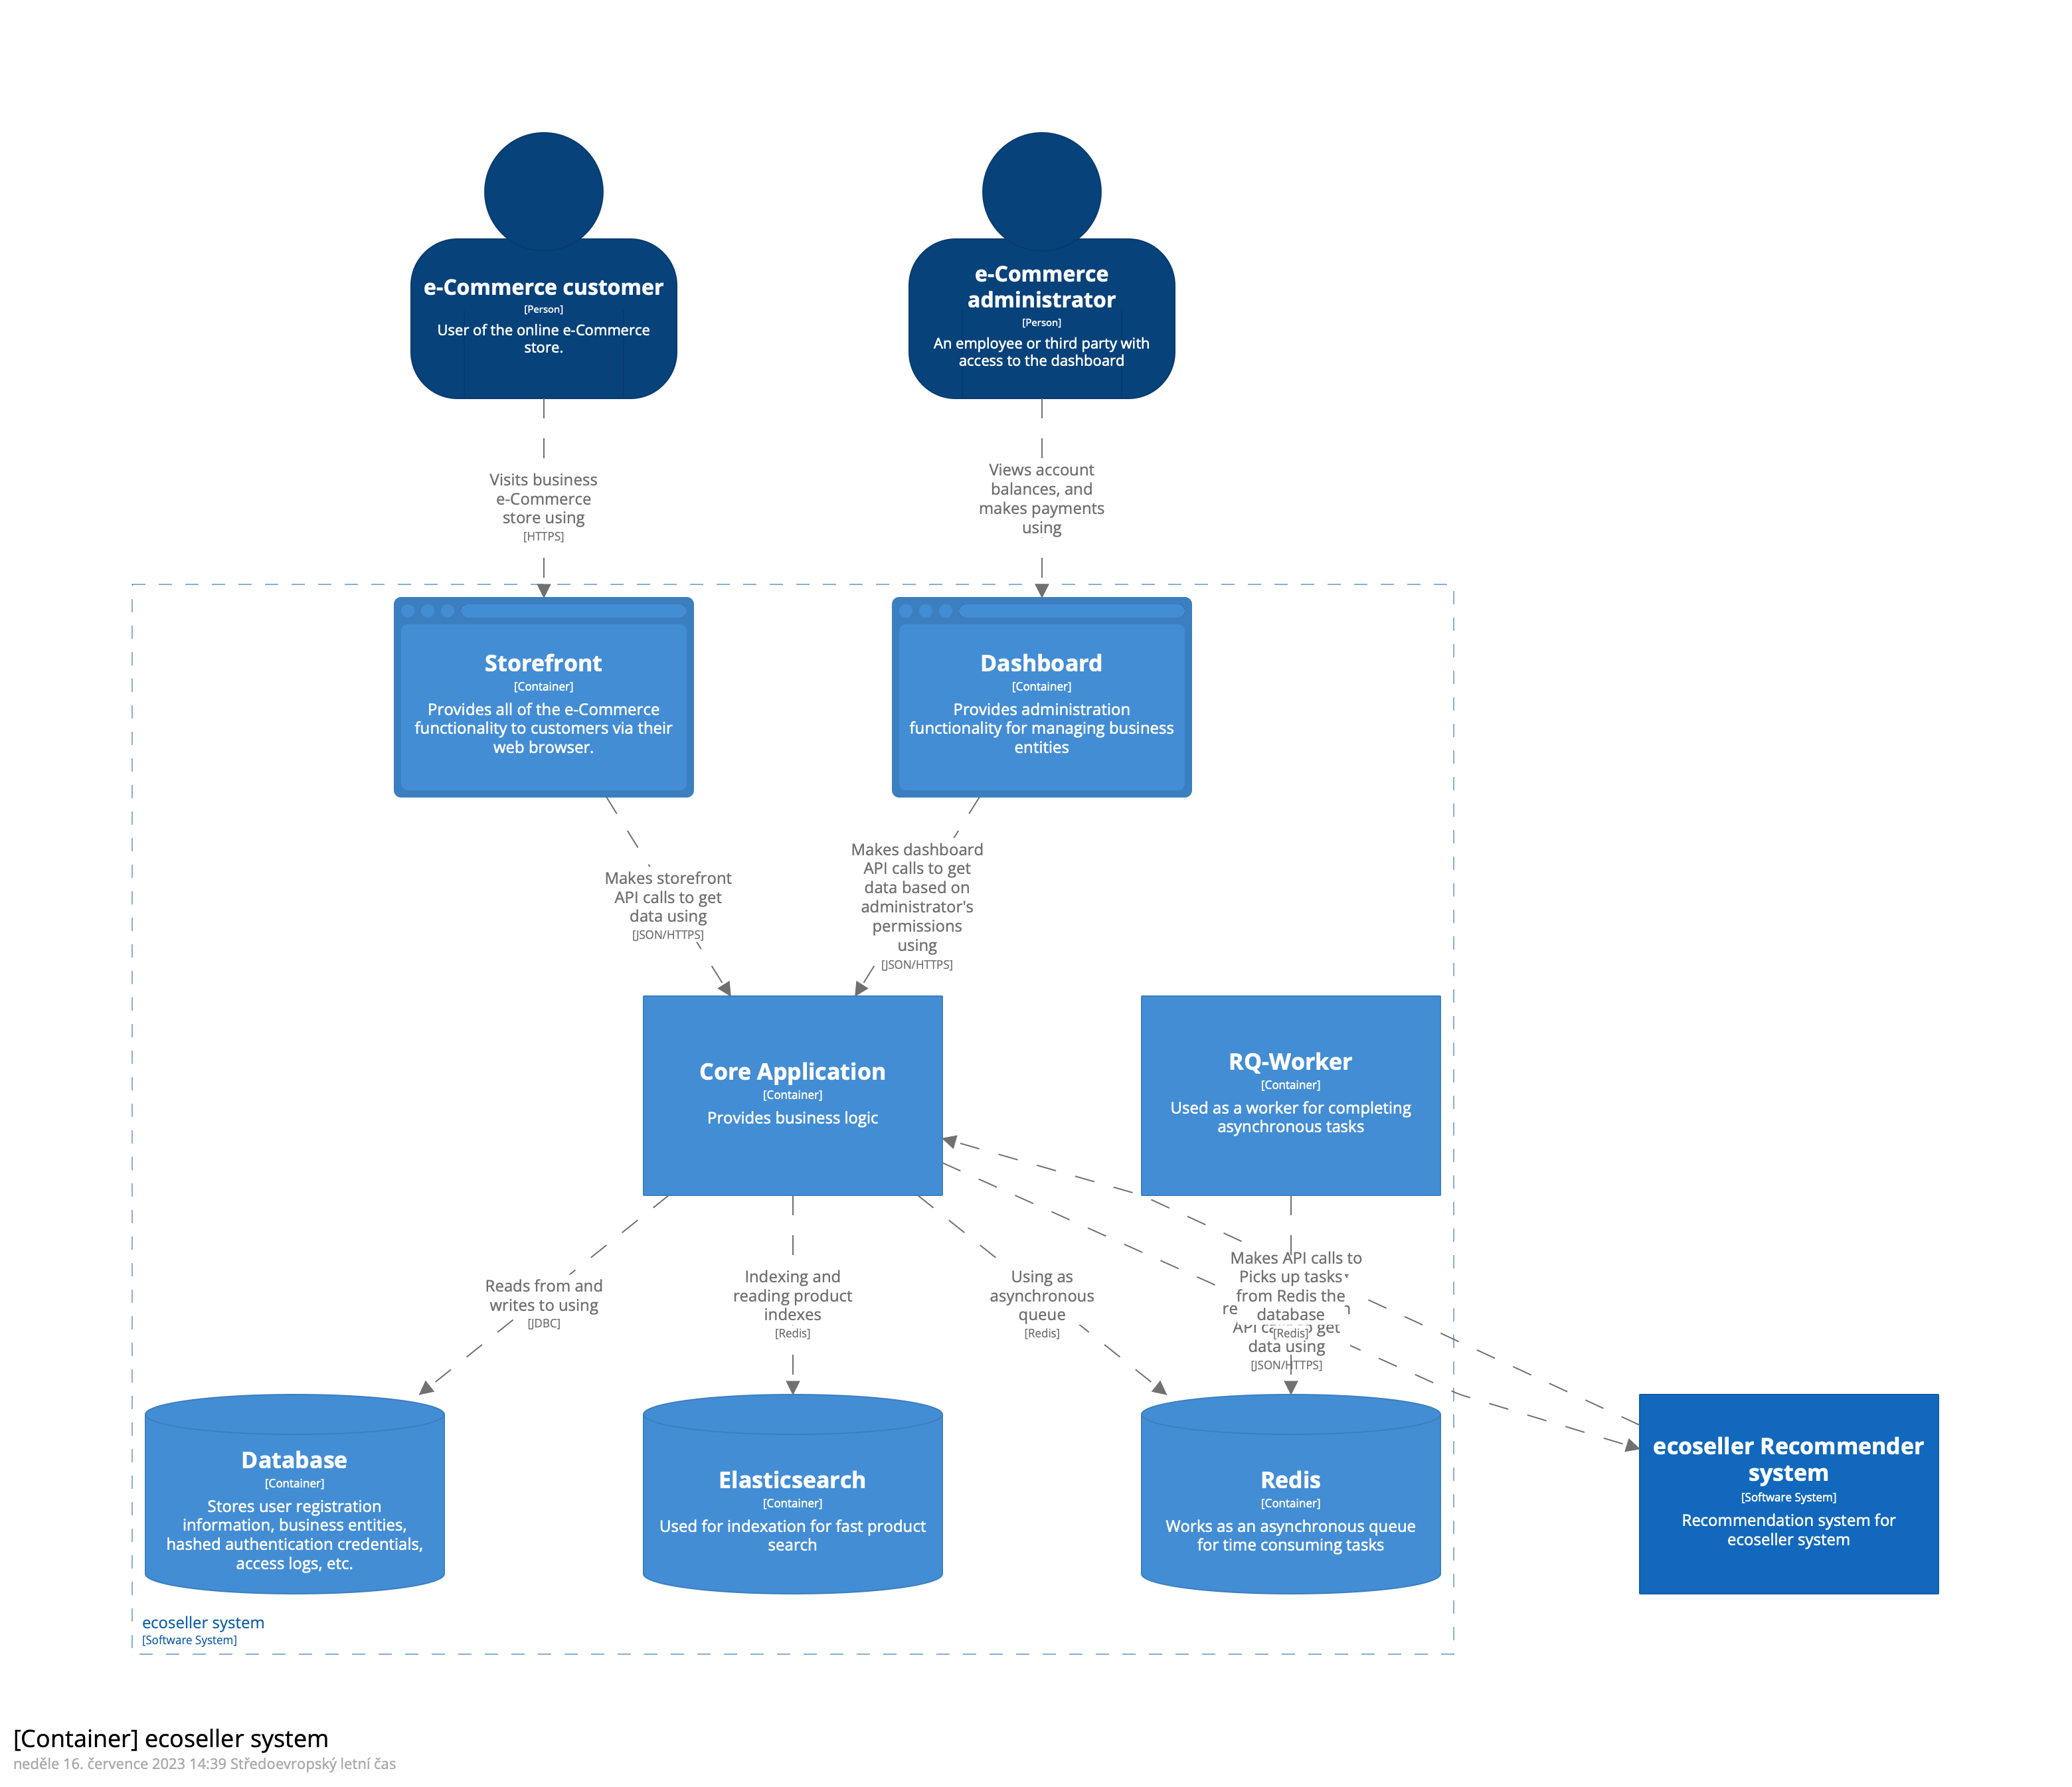 e-Commerce customer
[Person]
User of the online e-Commerce
store.
e-Commerce
administrator
[Person]
An employee or third party with
access to the dashboard
Visits business
e-Commerce
store using
[HTTPS]
Views account
balances, and
makes payments
using
Storefront
[Container]
Provides all of the e-Commerce
functionality to customers via their
web browser.
Dashboard
[Container]
Provides administration
functionality for managing business
entities
Makes storefront
API calls to get
data using
[JSON/HTTPS]
Makes dashboard
API calls to get
data based on
administrator's
permissions
using
[JSON/HTTPS]
Core Application
[Container]
Provides business logic
RQ-Worker
[Container]
Used as a worker for completing
asynchronous tasks
Reads from and
writes to using
[JDBC]
Indexing and
reading product
indexes
[Redis]
Using as
asynchronous
queue
[Redis]
Makes API calls to
Picks up tasks
from Redis the
database
[Redis]
API calls to get
data using
[JSON/HTTPS]
Database
[Container]
Stores user registration
information, business entities,
hashed authentication credentials,
access logs, etc.
Elasticsearch
[Container]
Used for indexation for fast product
search
Redis
[Container]
Works as an asynchronous queue
for time consuming tasks
ecoseller Recommender
system
[Software System]
Recommendation system for
ecoseller system
ecoseller system
[Software System]
[Container] ecoseller system
neděle 16. července 2023 14:39 Středoevropský letní čas